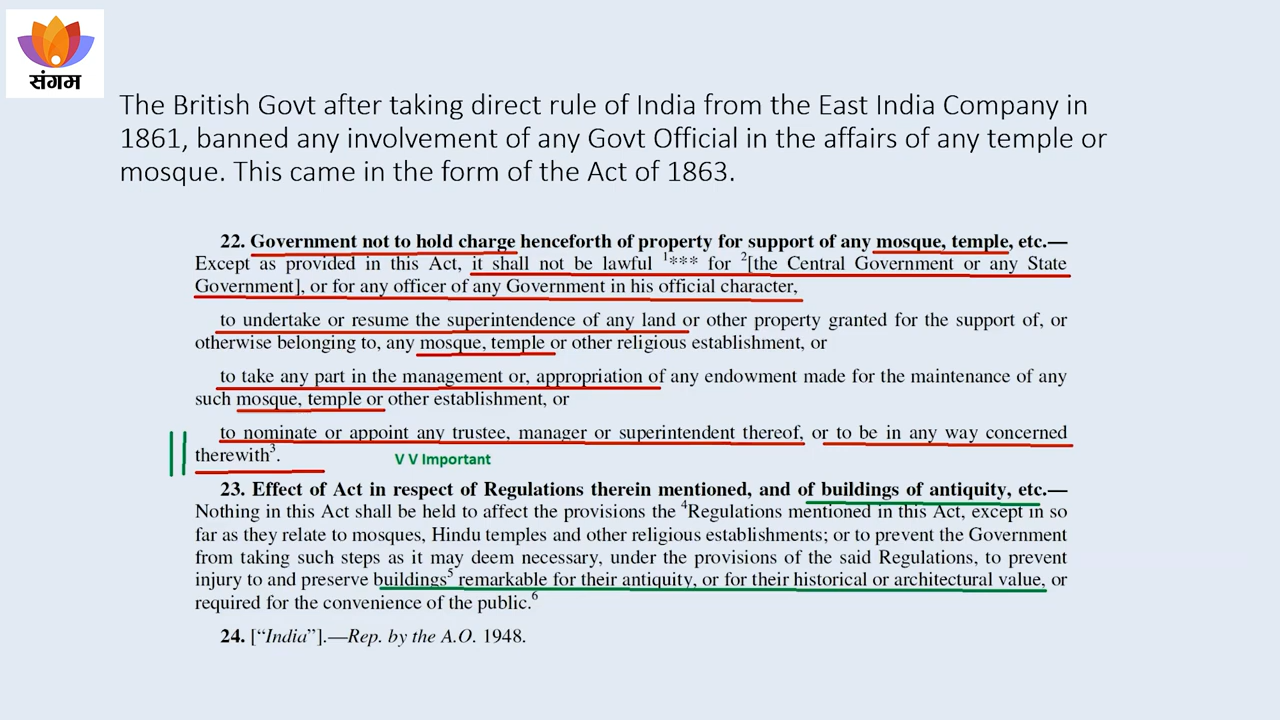 संगम
The British Govt after taking direct rule of India from the East India Company in
1861, banned any involvement of any Govt Official in the affairs of any temple or
mosque. This came in the form of the Act of 1863.
22. Government not to hold charge henceforth of property for support of any mosque, temple, etc.—
Except as provided in this Act, it shall not be lawful 1*** for 2[the Central Government or any State
Government], or for any officer of any Government in his official character,
to undertake or resume the superintendence of any land or other property granted for the support of, or
otherwise belonging to, any mosque, temple or other religious establishment, or
to take any part in the management or, appropriation of any endowment made for the maintenance of any
such mosque, temple or other establishment, or
to nominate or appoint any trustee, manager or superintendent thereof, or to be in any way concerned
therewith3.
V V Important
23. Effect of Act in respect of Regulations therein mentioned, and of buildings of antiquity, etc.—
Nothing in this Act shall be held to affect the provisions the 4Regulations mentioned in this Act, except in so
far as they relate to mosques, Hindu temples and other religious establishments; or to prevent the Government
from taking such steps as it may deem necessary, under the provisions of the said Regulations, to prevent
injury to and preserve buildings5 remarkable for their antiquity, or for their historical or architectural value, or
required for the convenience of the public.6
24. [“India”].—Rep. by the A.O. 1948.